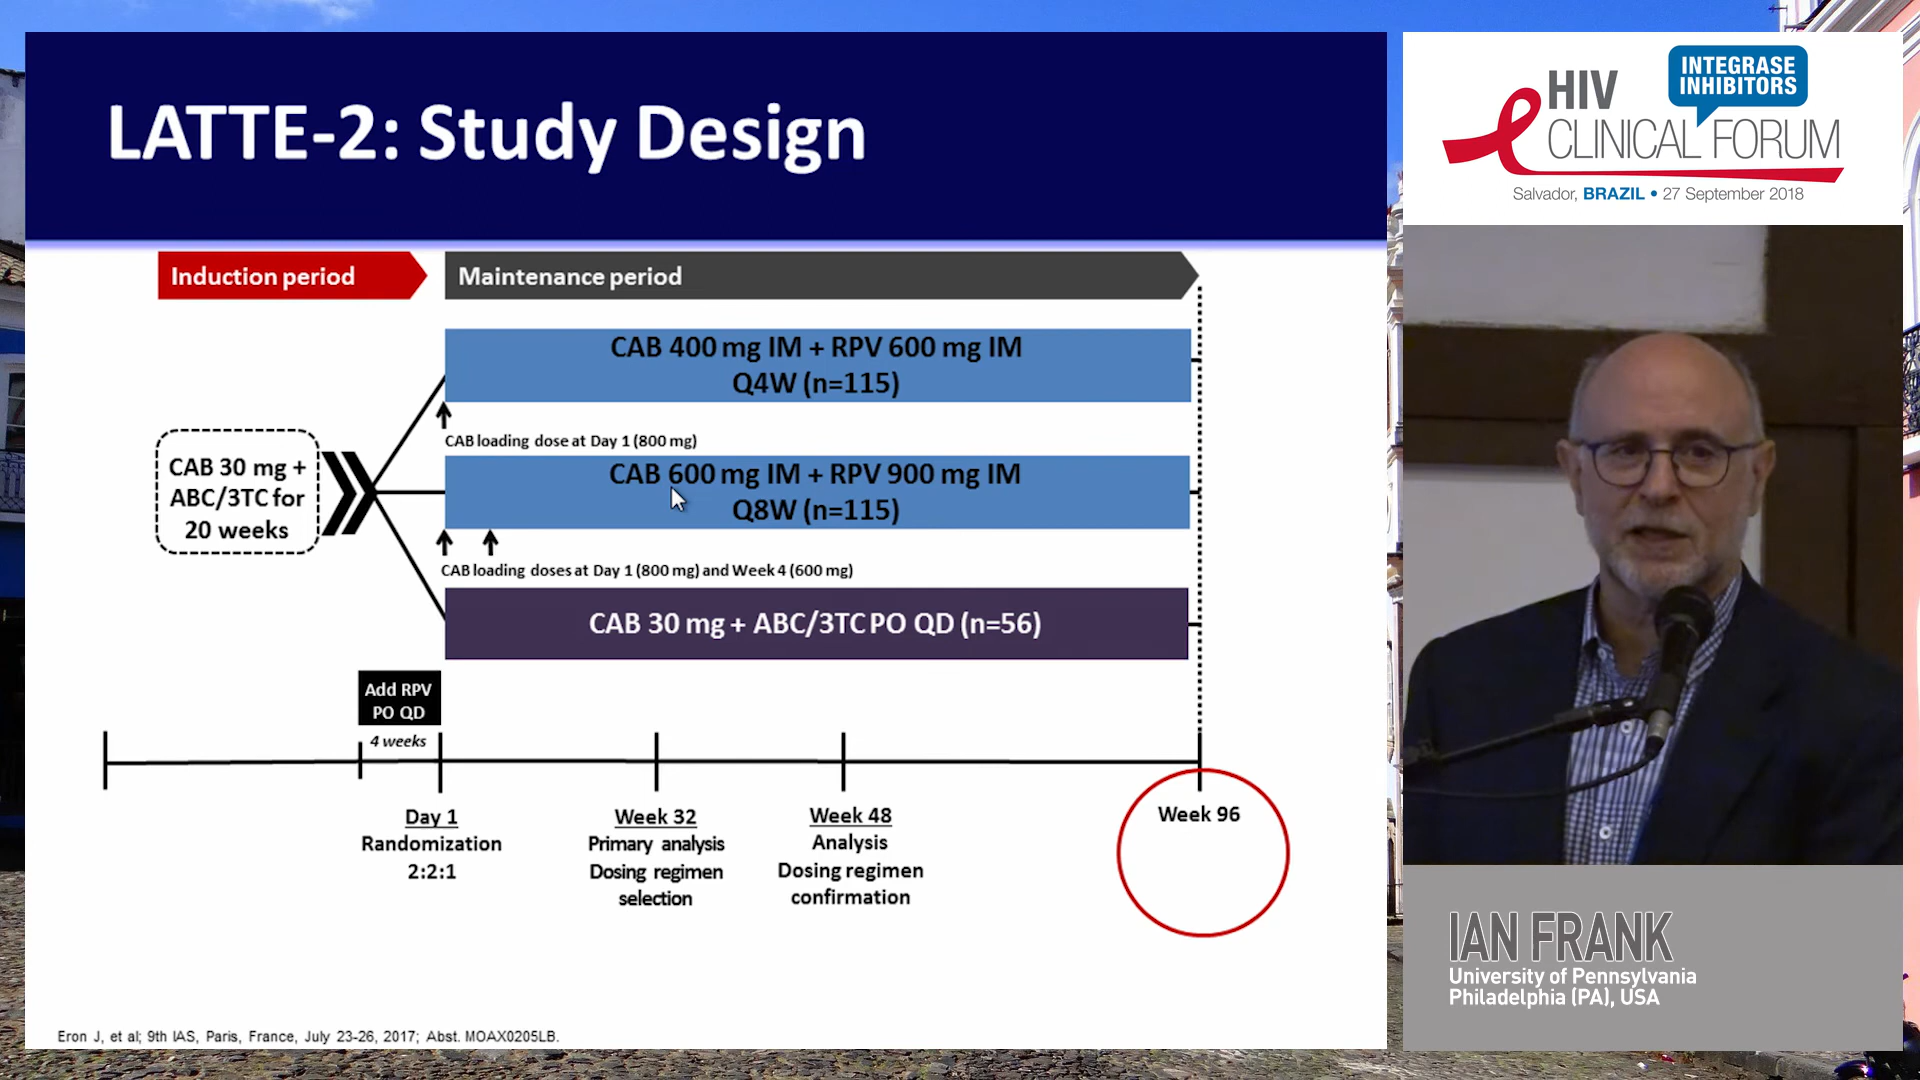 LATTE-2: Study Design
Induction period
Maintenance period
CAB 400 mg IM + RPV 600 mg IM
Q4W (n=115)
CAB loading dose at Day 1 (800 mg)
CAB 30 mg +
ABC/3TC for
20 weeks
CAB 600 mg IM + RPV 900 mg IM
Q8W (n=115)
CAB loading doses at Day 1 (800 mg) and Week 4 (600 mg)
CAB 30 mg + ABC/3TC PO QD (n=56)
Add RPV
PO QD
4 weeks
Day 1
Randomization
2:2:1
Week 32
Primary analysis
Dosing regimen
selection
Week 48
Analysis
Dosing regimen
confirmation
Week 96
Eron J, et al; 9th IAS, Paris, France, July 23-26, 2017; Abst. MOAX0205LB.
INTEGRASE
INHIBITORS
HIV
CLINICAL FORUM
Salvador, BRAZIL • 27 September 2018
IAN FRANK
University of Pennsylvania
Philadelphia (PA), USA